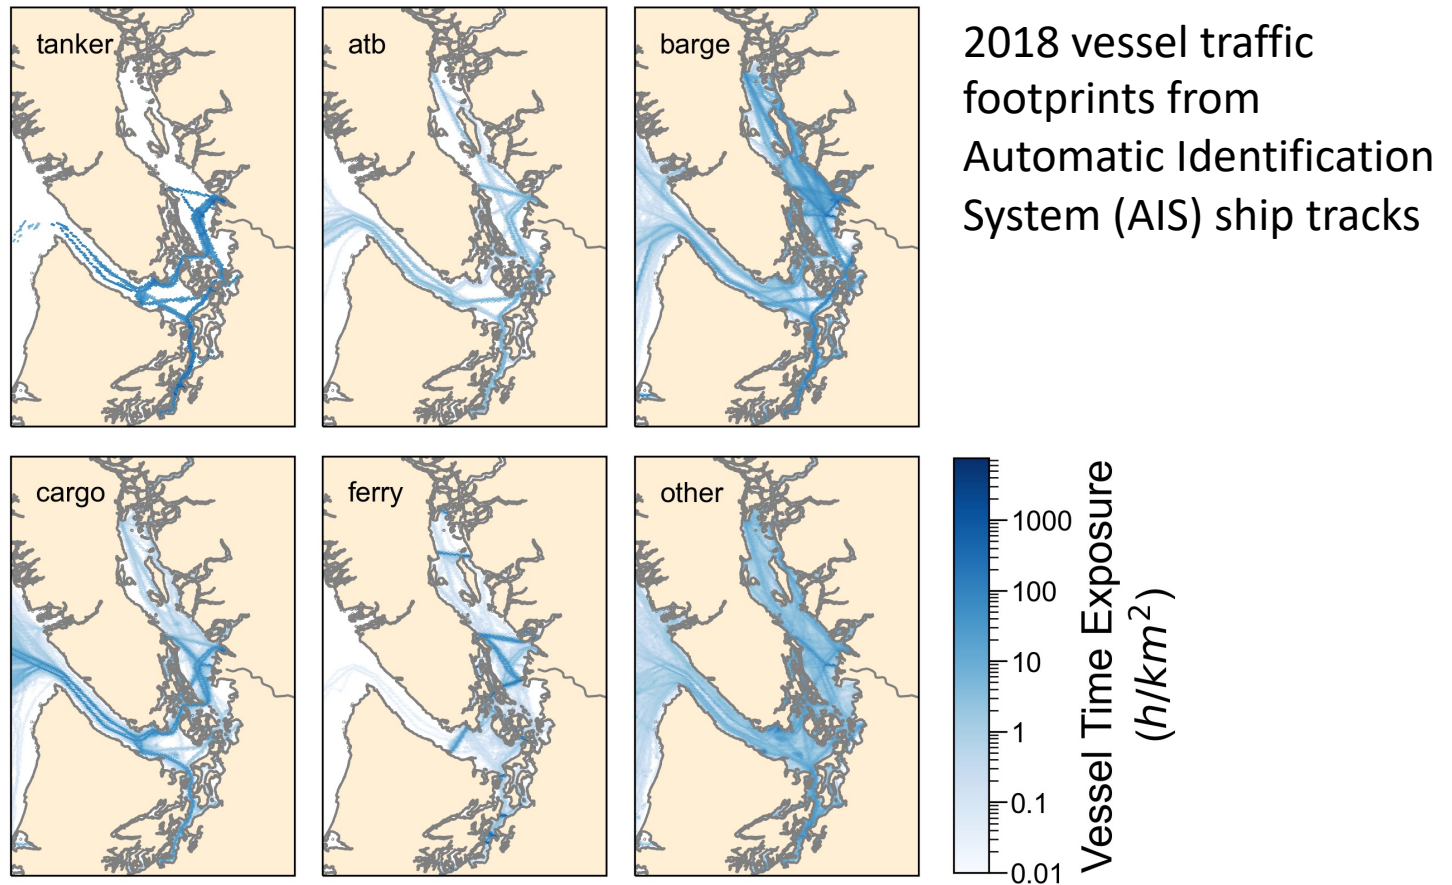 tanker
atb
barge
2018 vessel traffic
footprints from
Automatic Identification
System (AIS) ship tracks
cargo
ferry
other
1000
100
10
1
0.1
0.01
Vessel Time Exposure
(h/km²)